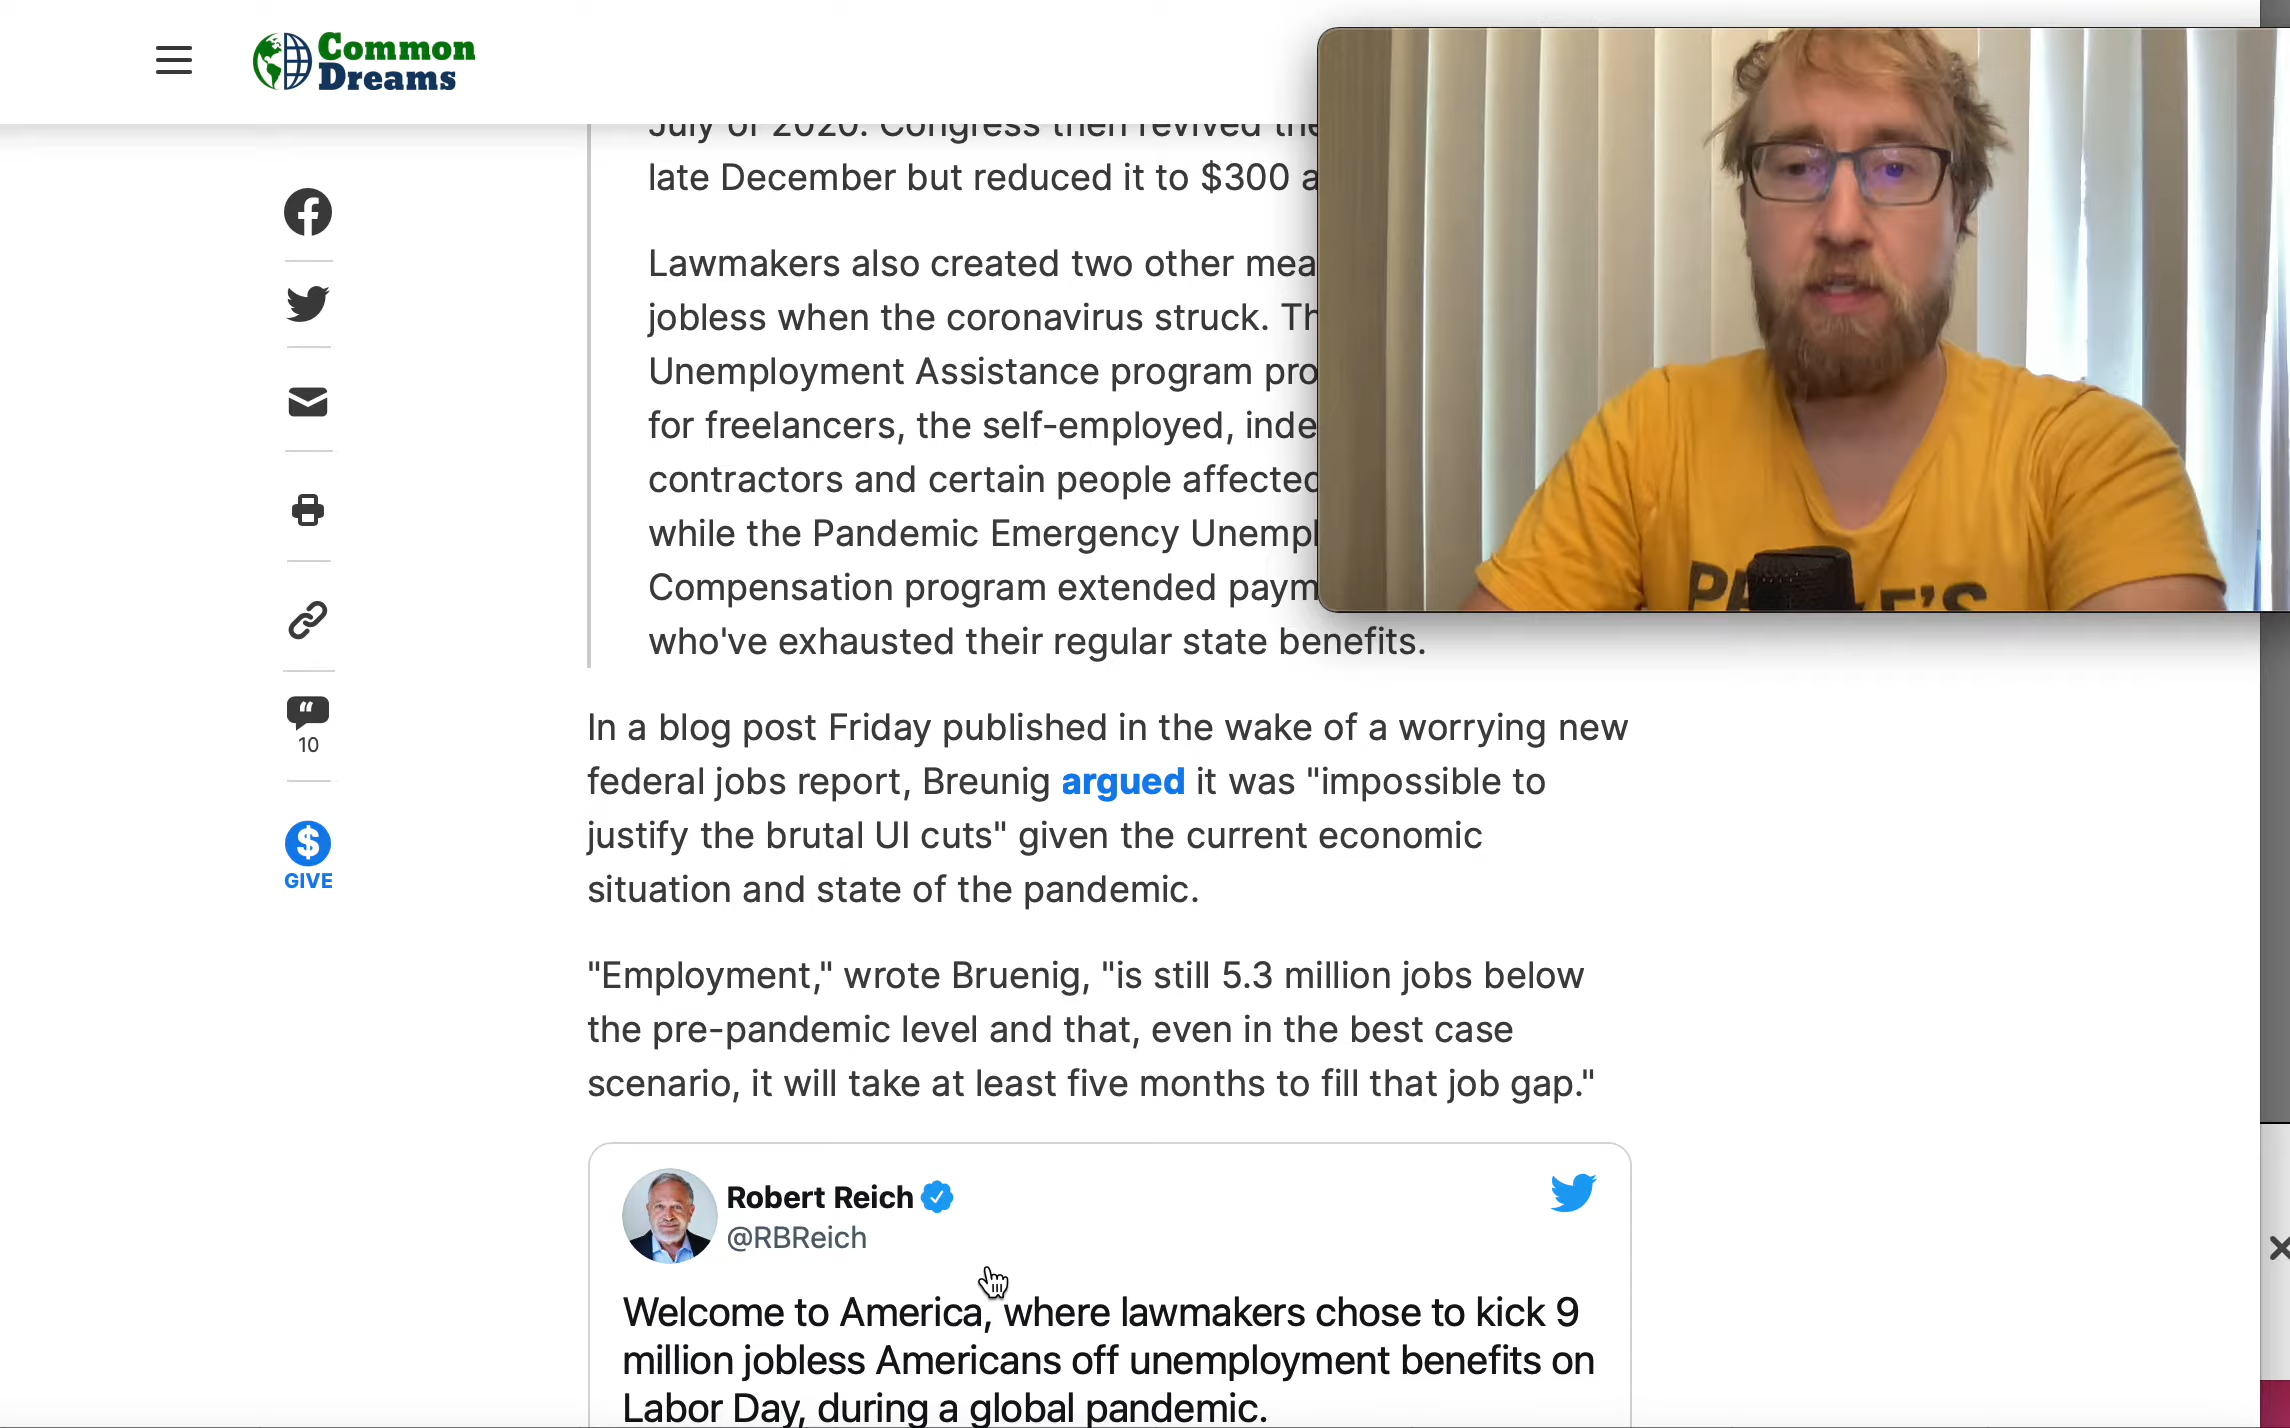 Common
Dreams
July of 2020. Congress then revived the
late December but reduced it to $300 a
Lawmakers also created two other mea
jobless when the coronavirus struck. Th
Unemployment Assistance program pro
for freelancers, the self-employed, inde
contractors and certain people affected
while the Pandemic Emergency Unempl
Compensation program extended paym
who've exhausted their regular state benefits.
10
GIVE
In a blog post Friday published in the wake of a worrying new
federal jobs report, Breunig argued it was "impossible to
justify the brutal UI cuts" given the current economic
situation and state of the pandemic.
"Employment," wrote Bruenig, "is still 5.3 million jobs below
the pre-pandemic level and that, even in the best case
scenario, it will take at least five months to fill that job gap."
Robert Reich
@RBReich
Welcome to America, where lawmakers chose to kick 9
million jobless Americans off unemployment benefits on
Labor Day, during a global pandemic.